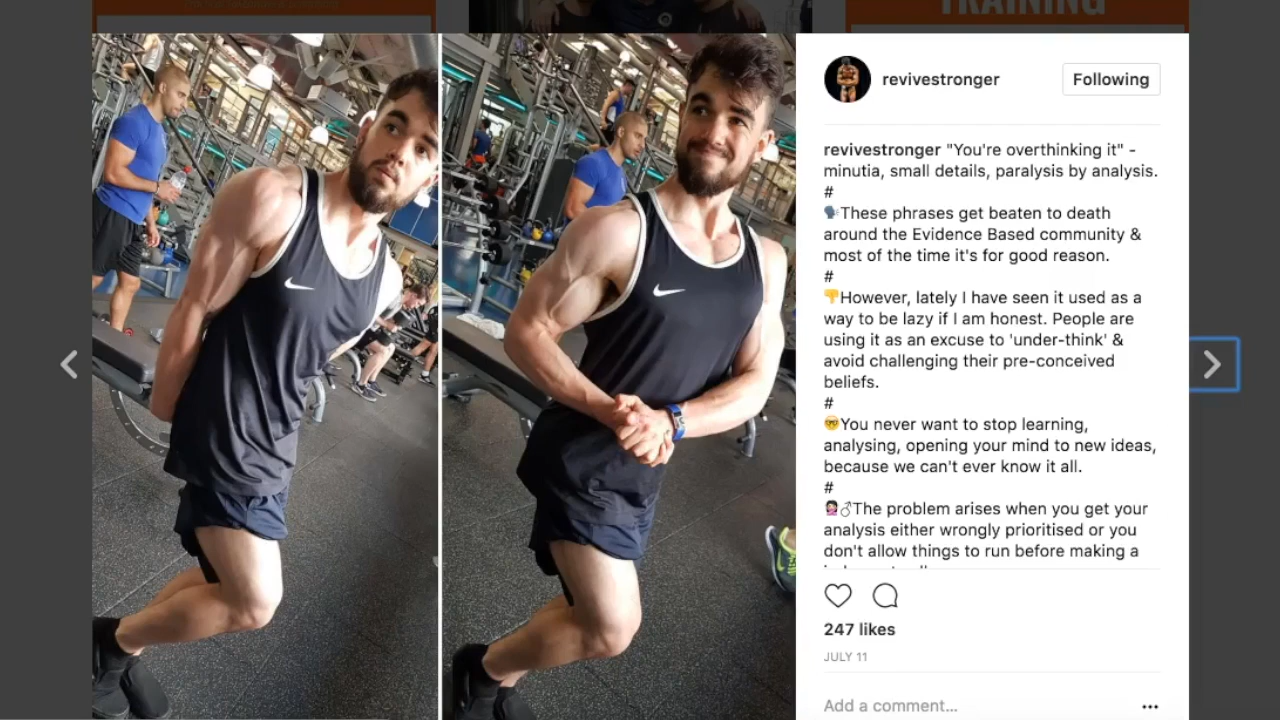 TRAINING
revivestronger
Following
revivestronger "You're overthinking it" -
minutia, small details, paralysis by analysis.
#
🗣️These phrases get beaten to death
around the Evidence Based community &
most of the time it's for good reason.
#
👎However, lately I have seen it used as a
way to be lazy if I am honest. People are
using it as an excuse to 'under-think' &
avoid challenging their pre-conceived
beliefs.
#
🤓You never want to stop learning,
analysing, opening your mind to new ideas,
because we can't ever know it all.
#
🤦🏻♂The problem arises when you get your
analysis either wrongly prioritised or you
don't allow things to run before making a
247 likes
JULY 11
Add a comment…